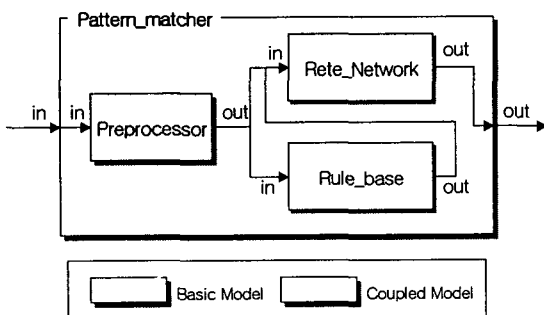 Pattern_matcher
in
in
Preprocessor
out
in
Rete_Network
out
out
in
Rule_base
out
Basic Model
Coupled Model